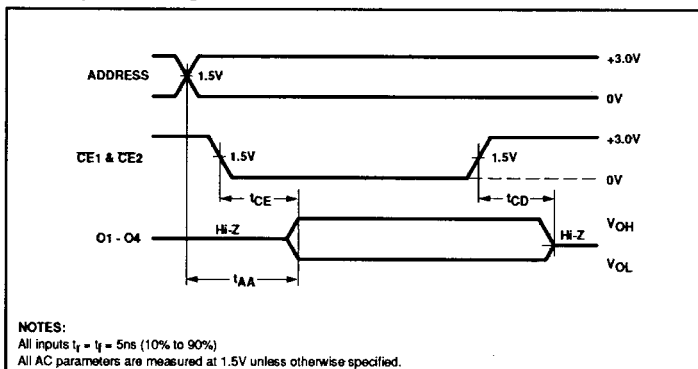 ADDRESS
1.5V
+3.0V
0V
CE1 & CE2
1.5V
1.5V
+3.0V
0V
tCE
tCD
O1 - O4
Hi-Z
Hi-Z
VOH
VOL
tAA
NOTES:
All inputs tr = tf = 5ns (10% to 90%)
All AC parameters are measured at 1.5V unless otherwise specified.